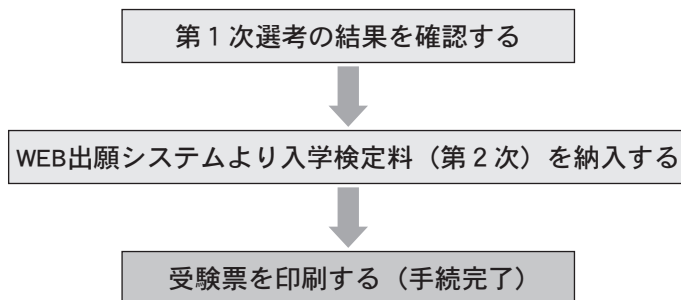 第1次選考の結果を確認する
WEB出願システムより入学検定料（第2次）を納入する
受験票を印刷する（手続完了）